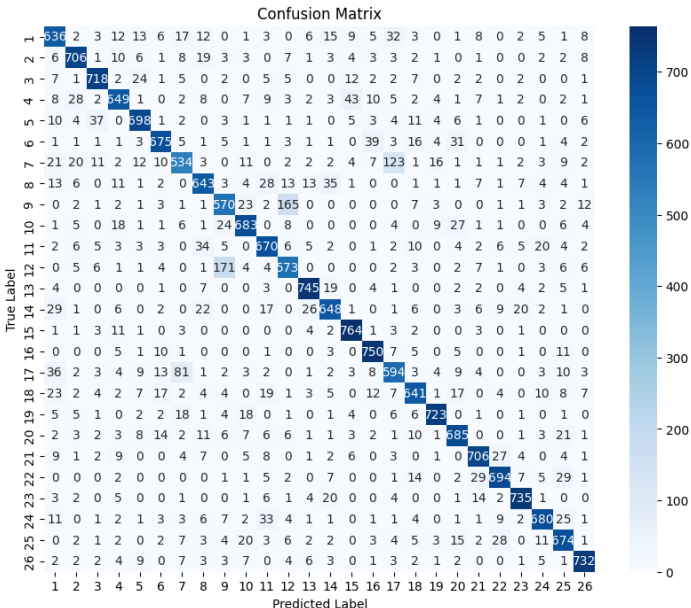 Confusion Matrix
1 636 2 3 12 13 6 17 12 0 1 3 0 6 15 9 5 32 0 1 8 0 2 5 1 8
2 6 706 1 10 6 1 8 19 3 3 0 7 1 3 4 3 3 2 1 0 0 0 2 2 8
3 7 1 718 2 24 1 5 0 2 0 5 5 0 0 12 2 2 7 0 0 2 1 0 0 2 1
4 8 28 2 649 1 0 2 8 0 7 9 3 2 3 43 10 5 2 4 1 7 1 2 0 2 1
5 10 4 37 0 698 1 0 2 3 1 1 1 1 1 0 5 3 4 11 4 6 1 0 0 1 1
6 1 1 1 1 3 675 5 1 5 1 1 3 1 0 3 39 3 16 4 31 0 0 0 1 4 2
7 21 20 11 2 12 10 534 3 0 11 0 2 2 2 4 7 123 1 16 1 1 1 2 3 9 2
8 13 6 0 11 1 2 0 643 3 4 28 13 13 35 1 0 0 0 1 1 1 7 1 7 4 4 1
9 0 2 1 2 1 3 1 1 570 23 2 165 0 0 0 0 0 7 3 0 0 1 1 3 2 12
10 1 5 0 18 1 1 6 1 24 683 0 8 0 0 0 0 4 0 9 27 0 1 0 0 6 4
11 2 6 5 3 3 3 0 34 5 0 670 6 5 2 0 1 2 10 0 4 2 6 5 20 4 2
12 0 5 6 1 1 4 0 1 171 4 4 573 0 0 0 0 2 3 0 2 7 1 0 3 6 6
13 4 0 0 0 0 1 0 7 0 0 3 0 745 19 4 0 0 2 0 0 2 4 2 0 5 1
14 29 1 0 6 1 2 0 22 0 0 17 0 26 648 1 0 1 6 0 3 6 9 20 2 1 0
15 1 1 3 11 0 3 0 0 0 0 0 0 4 2 764 1 3 2 0 0 3 0 1 0 0 0
16 0 0 0 5 1 10 0 0 0 0 1 0 0 3 0 750 7 5 0 5 0 1 0 0 11 0
17 36 2 3 4 9 13 81 1 2 3 2 0 1 2 3 8 594 3 4 9 4 0 0 3 10 3
18 23 2 4 2 7 17 2 4 4 0 19 1 3 5 0 12 7 641 1 17 0 4 0 10 8 7
19 5 5 1 0 2 2 18 1 4 18 0 1 0 0 4 0 6 6 723 0 1 0 1 0 1 0
20 2 3 2 3 8 14 2 11 6 7 6 6 1 1 3 2 1 10 1 685 0 0 1 3 21 1
21 9 1 2 9 0 0 4 7 0 5 8 0 1 2 6 0 0 1 0 0 706 27 4 0 4 1
22
23 3 2 0 5 0 0 1 0 1 0 0 6 1 4 20 0 4 0 0 0 1 14 2 735 1 0 0
24 11 0 1 2 1 3 3 6 7 2 33 4 1 1 0 1 1 4 0 1 1 9 2 680 25 1
25 0 2 1 2 0 2 7 3 4 20 3 6 2 2 0 3 4 5 3 15 2 28 0 11 674 1
26 2 2 2 4 9 0 7 3 3 7 0 4 6 3 0 1 3 2 1 2 0 0 1 5 1 732
1 2 3 4 5 6 7 8 9 10 11 12 13 14 15 16 17 18 19 20 21 22 23 24 25 26
True Label
Predicted Label
700
600
500
400
300
200
100
0